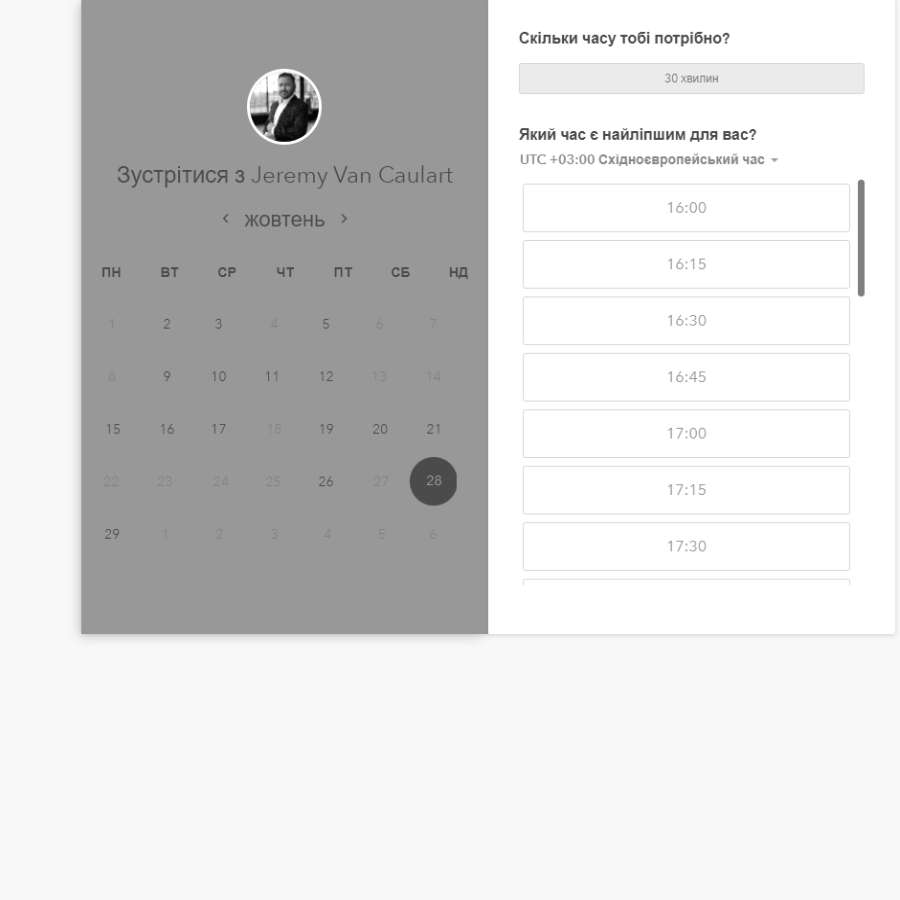 Зустрітися з Jeremy Van Caulart
жовтень
ПН ВТ СР ЧТ ПТ СБ НД
1 2 3 4 5 6 7
8 9 10 11 12 13 14
15 16 17 18 19 20 21
22 23 24 25 26 27 28
29 1 2 3 4 5 6
Скільки часу тобі потрібно?
30 хвилин
Який час є найліпшим для вас?
UTC +03:00 Східноєвропейський час
16:00
16:15
16:30
16:45
17:00
17:15
17:30